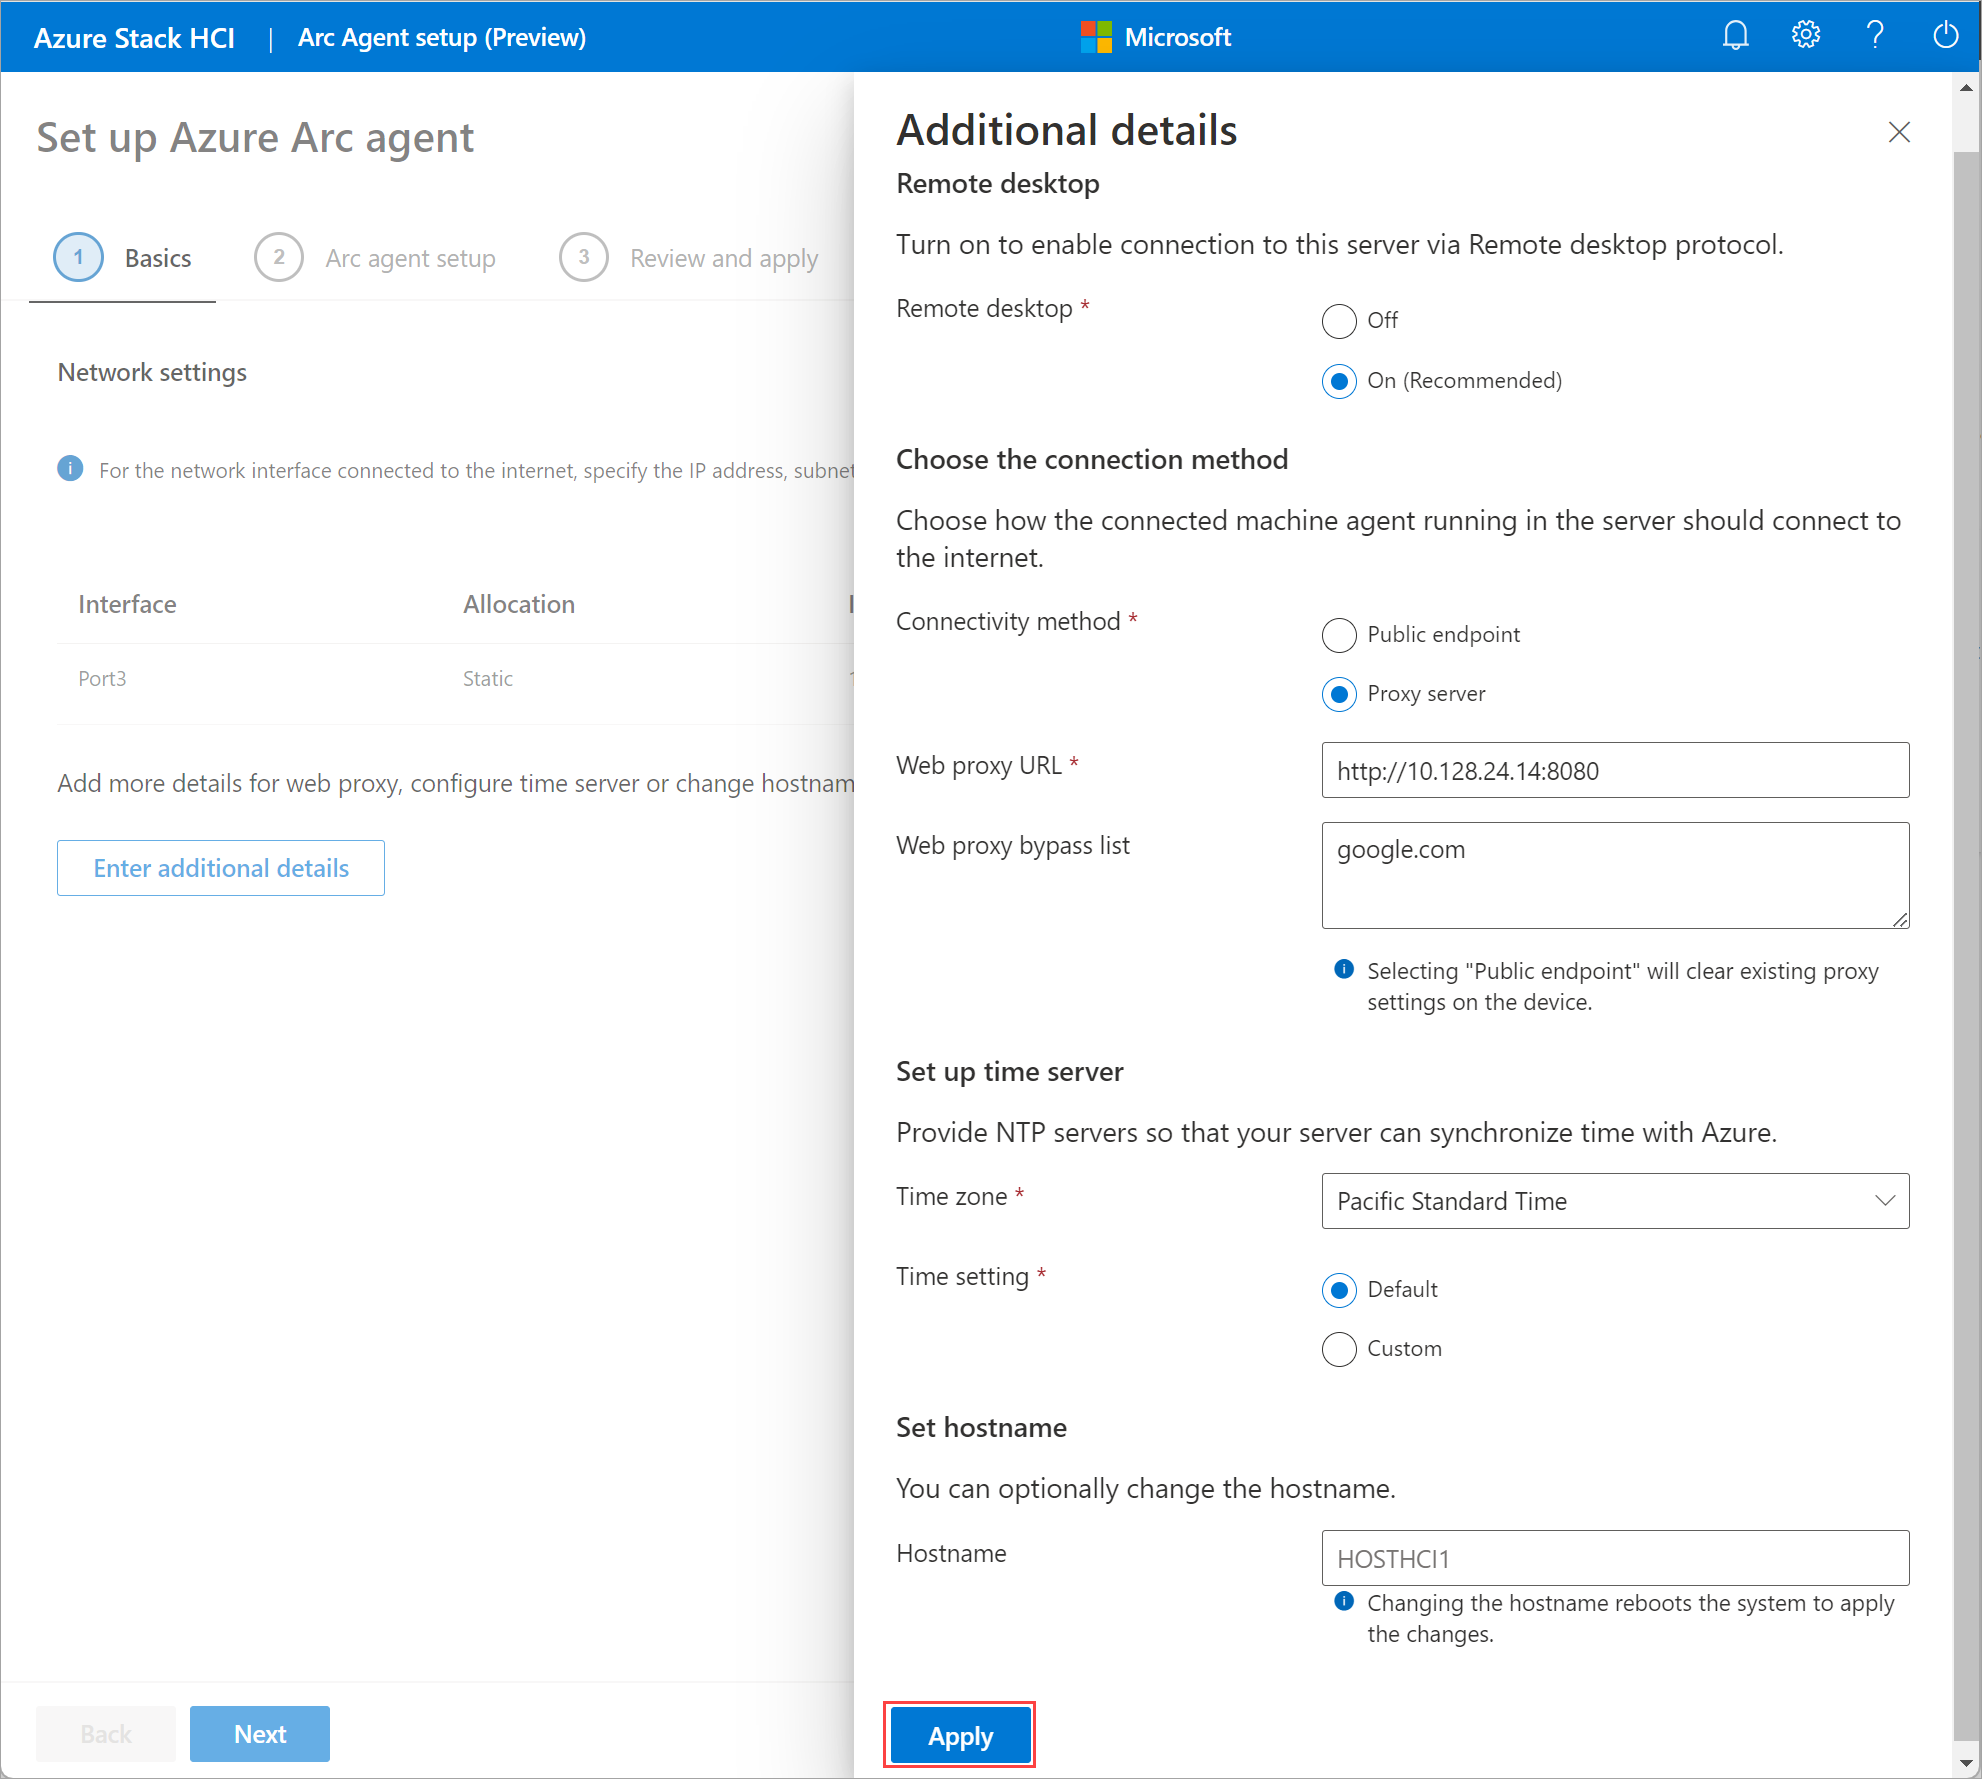 Azure Stack HCI | Arc Agent setup (Preview)
Microsoft
Set up Azure Arc agent
1 Basics
2 Arc agent setup
3 Review and apply
Network settings
For the network interface connected to the internet, specify the IP address, subnet
Interface Allocation
Port3 Static
Add more details for web proxy, configure time server or change hostnam
Enter additional details
Back
Next
Additional details
Remote desktop
Turn on to enable connection to this server via Remote desktop protocol.
Remote desktop *
Off
On (Recommended)
Choose the connection method
Choose how the connected machine agent running in the server should connect to
the internet.
Connectivity method *
Public endpoint
Proxy server
Web proxy URL *
http://10.128.24.14:8080
Web proxy bypass list
google.com
Selecting "Public endpoint" will clear existing proxy
settings on the device.
Set up time server
Provide NTP servers so that your server can synchronize time with Azure.
Time zone *
Pacific Standard Time
Time setting *
Default
Custom
Set hostname
You can optionally change the hostname.
Hostname
HOSTHCI1
Changing the hostname reboots the system to apply
the changes.
Apply